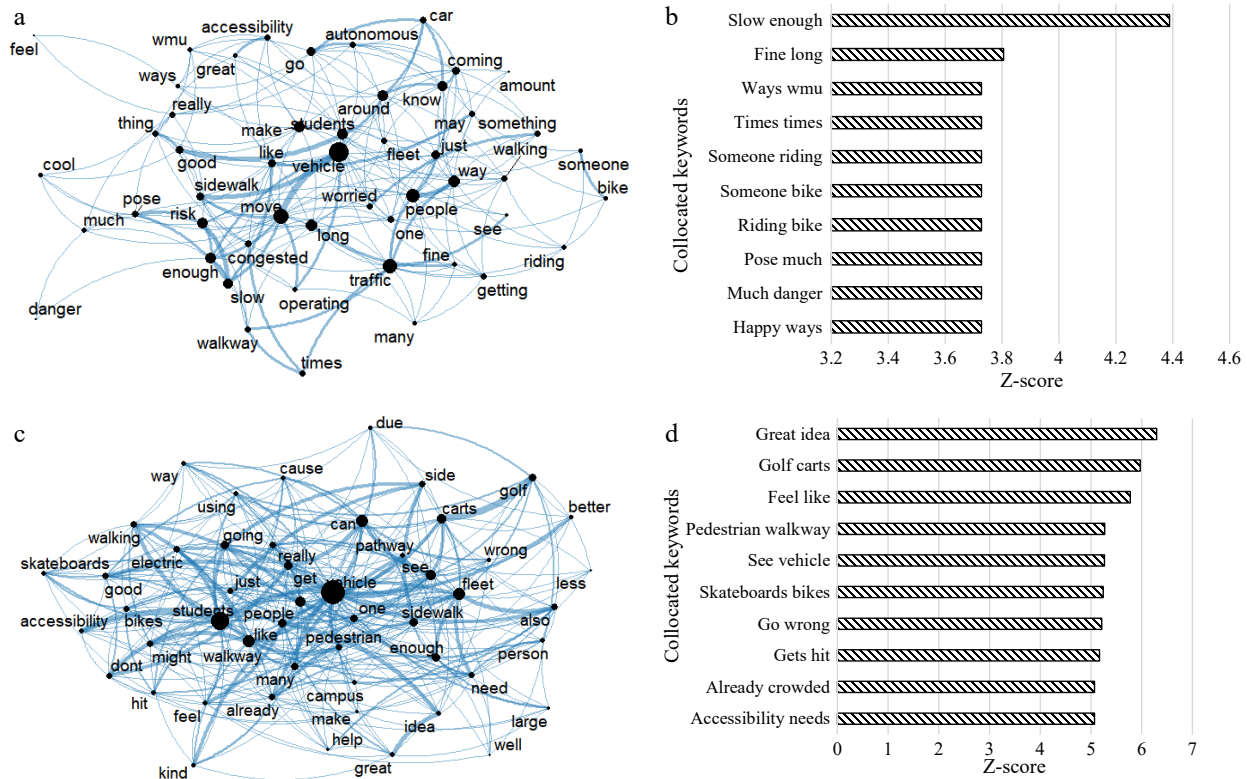 a
feel
wmu
accessibility
great
ways
really
thing
go
autonomous
car
coming
amount
know
around
students
make
may
something
like
vehicle
fleet
just
walking
someone
bike
cool
good
sidewalk
worried
way
pose
move
people
much
risk
long
one
see
congested
enough
slow
fine
riding
traffic
getting
operating
danger
walkway
many
times
b
Collocated keywords
Slow enough
Fine long
Ways wmu
Times times
Someone riding
Someone bike
Riding bike
Pose much
Much danger
Happy ways
3.2 3.4 3.6 3.8 4 4.2 4.4 4.6
Z-score
c
due
way
cause
side
golf
using
can
carts
better
walking
going
electric
really
pathway
wrong
skateboards
good
just
get
vehicle
see
fleet
less
students
people
one
sidewalk
also
accessibility
bikes
like
pedestrian
enough
person
might
walkway
dont
many
need
hit
campus
feel
already
make
idea
large
help
well
kind
great
d
Collocated keywords
Great idea
Golf carts
Feel like
Pedestrian walkway
See vehicle
Skateboards bikes
Go wrong
Gets hit
Already crowded
Accessibility needs
0 1 2 3 4 5 6 7
Z-score